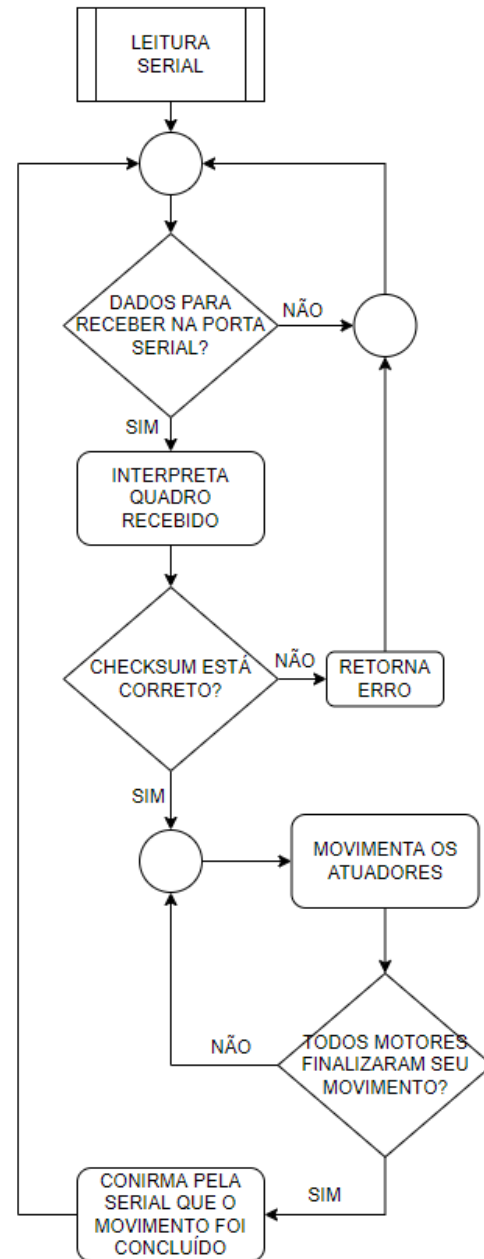 LEITURA
SERIAL
DADOS PARA
RECEBER NA PORTA
SERIAL?
NÃO
SIM
INTERPRETA
QUADRO
RECEBIDO
CHECKSUM ESTÁ
CORRETO?
NÃO
RETORNA
ERRO
SIM
MOVIMENTA OS
ATUADORES
TODOS MOTORES
FINALIZARAM SEU
MOVIMENTO?
NÃO
SIM
CONIRMA PELA
SERIAL QUE O
MOVIMENTO FOI
CONCLUÍDO